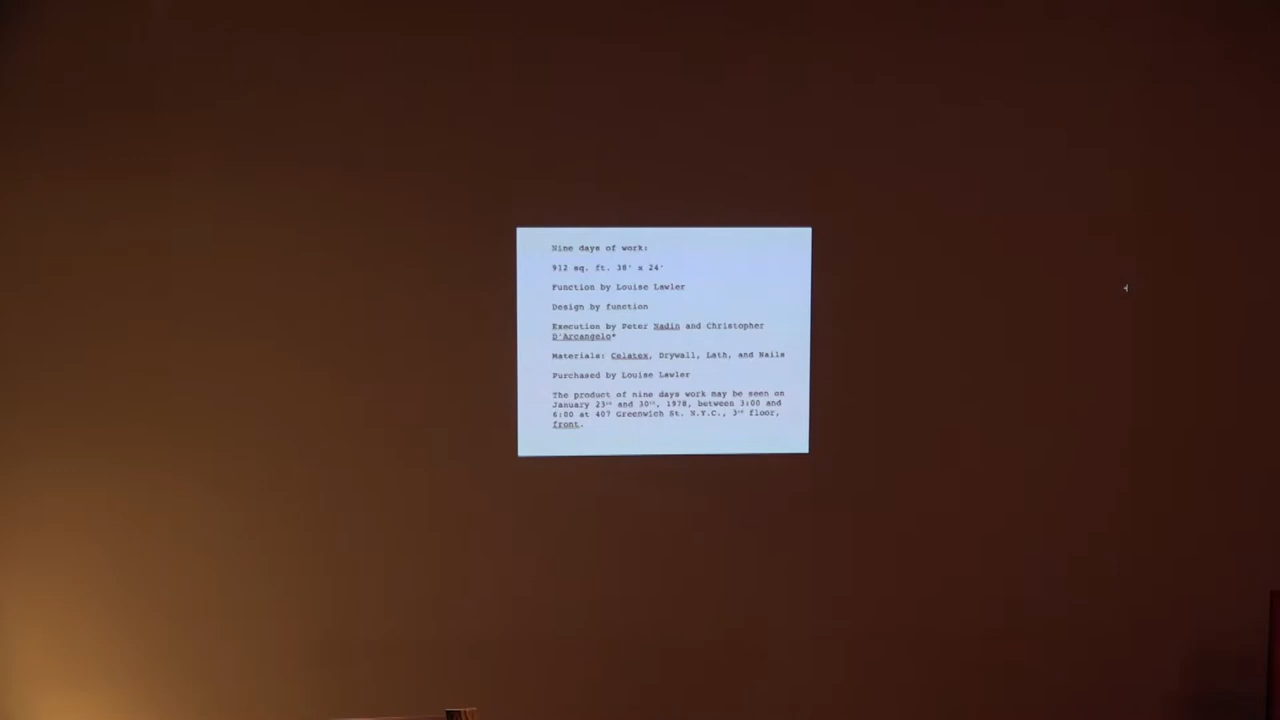 Nine days of work:
912 sq. ft. 38' x 24'
Function by Louise Lawler
Design by function
Execution by Peter Nadin and Christopher
D'Arcangelo*
Materials: Celatex, Drywall, Lath, and Nails
Purchased by Louise Lawler
The product of nine days work may be seen on
January 23rd and 30th, 1978, between 3:00 and
6:00 at 407 Greenwich St. N.Y.C., 3rd floor,
front.